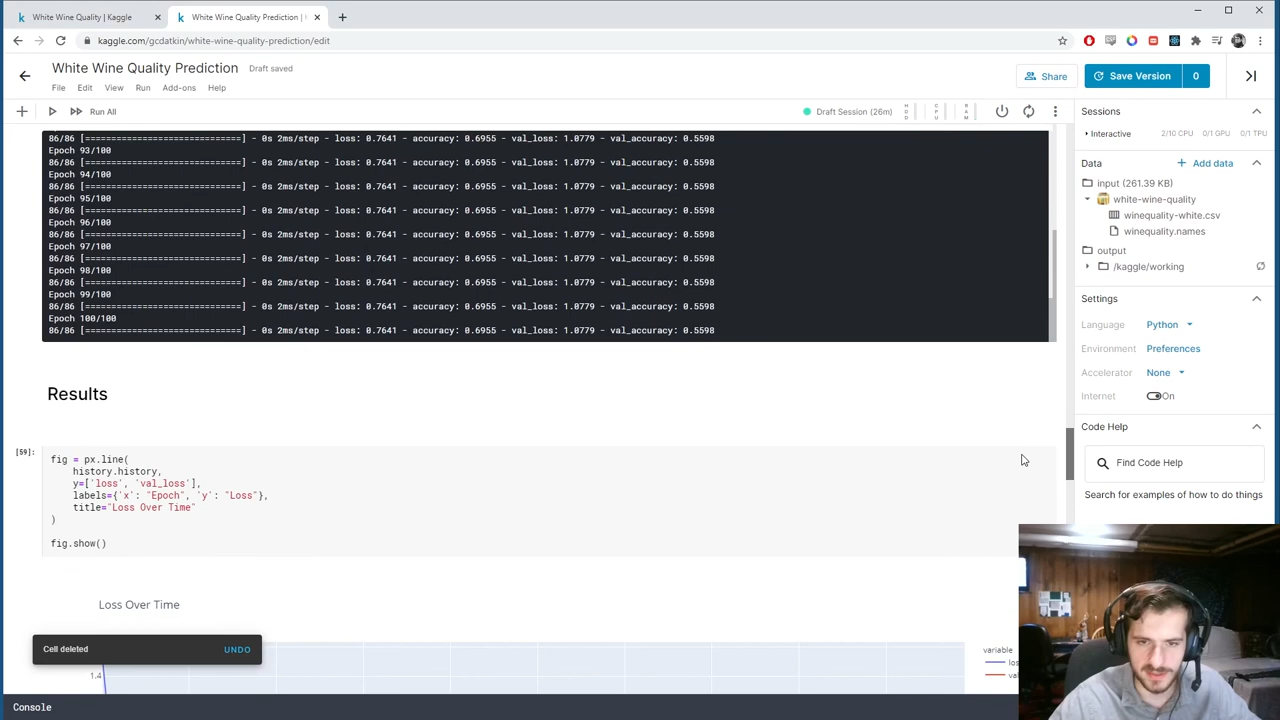 White Wine Quality | Kaggle
White Wine Quality Prediction |
kaggle.com/gcdatkin/white-wine-quality-prediction/edit
White Wine Quality Prediction
Draft saved
Share
Save Version
0
File Edit View Run Add-ons Help
Run All
Draft Session (26m)
HDD
CPU
RAM
86/86 [==============================] - 0s 2ms/step - loss: 0.7641 - accuracy: 0.6955 - val_loss: 1.0779 - val_accuracy: 0.5598
Epoch 93/100
86/86 [==============================] - 0s 2ms/step - loss: 0.7641 - accuracy: 0.6955 - val_loss: 1.0779 - val_accuracy: 0.5598
Epoch 94/100
86/86 [==============================] - 0s 2ms/step - loss: 0.7641 - accuracy: 0.6955 - val_loss: 1.0779 - val_accuracy: 0.5598
Epoch 95/100
86/86 [==============================] - 0s 2ms/step - loss: 0.7641 - accuracy: 0.6955 - val_loss: 1.0779 - val_accuracy: 0.5598
Epoch 96/100
86/86 [==============================] - 0s 2ms/step - loss: 0.7641 - accuracy: 0.6955 - val_loss: 1.0779 - val_accuracy: 0.5598
Epoch 97/100
86/86 [==============================] - 0s 2ms/step - loss: 0.7641 - accuracy: 0.6955 - val_loss: 1.0779 - val_accuracy: 0.5598
Epoch 98/100
86/86 [==============================] - 0s 2ms/step - loss: 0.7641 - accuracy: 0.6955 - val_loss: 1.0779 - val_accuracy: 0.5598
Epoch 99/100
86/86 [==============================] - 0s 2ms/step - loss: 0.7641 - accuracy: 0.6955 - val_loss: 1.0779 - val_accuracy: 0.5598
Epoch 100/100
86/86 [==============================] - 0s 2ms/step - loss: 0.7641 - accuracy: 0.6955 - val_loss: 1.0779 - val_accuracy: 0.5598
Results
[59]:
fig = px.line(
history.history,
y=['loss', 'val_loss'],
labels={'x': "Epoch", 'y': "Loss"},
title="Loss Over Time"
)
fig.show()
Loss Over Time
1.4
variable
los
val
Cell deleted
UNDO
Console
Sessions
Interactive
2/10 CPU 0/1 GPU 0/1 TPU
Data
Add data
input (261.39 KB)
white-wine-quality
winequality-white.csv
winequality.names
output
/kaggle/working
Settings
Language Python
Environment Preferences
Accelerator None
Internet On
Code Help
Find Code Help
Search for examples of how to do things